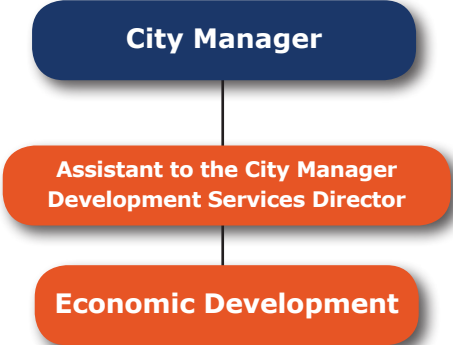 City Manager
Assistant to the City Manager
Development Services Director
Economic Development